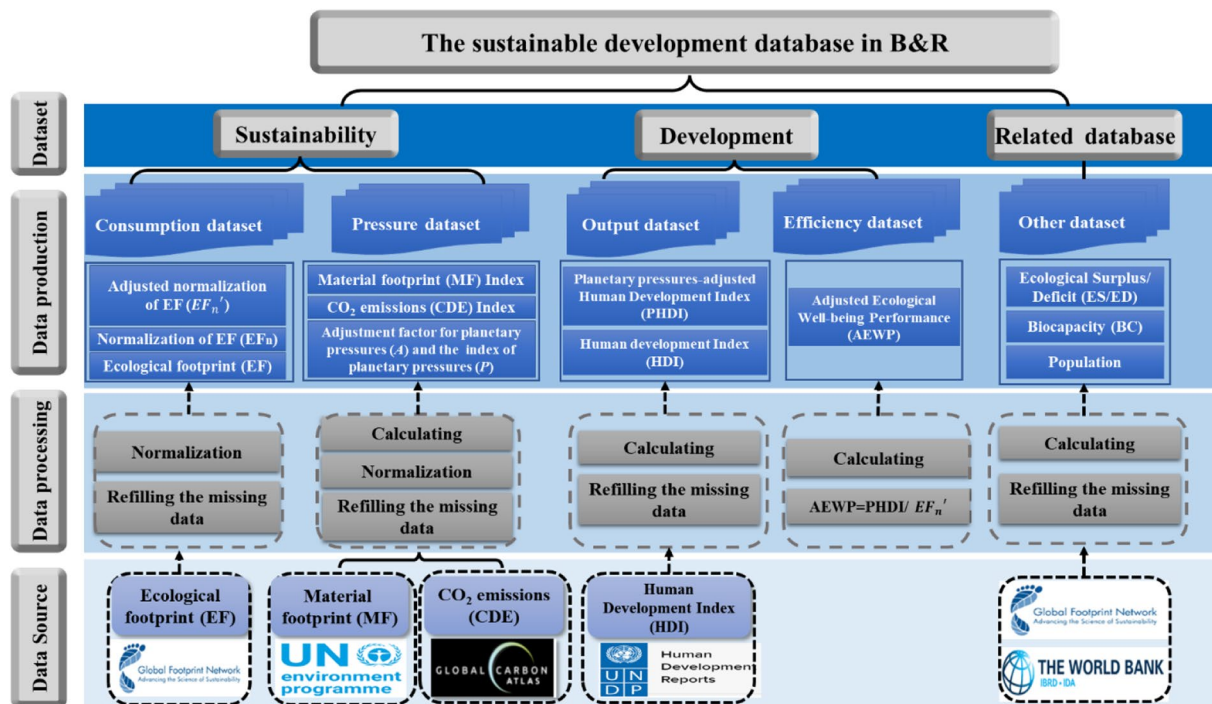 The sustainable development database in B&R
Dataset
Sustainability
Development
Related database
Data production
Consumption dataset
Pressure dataset
Output dataset
Efficiency dataset
Other dataset
Adjusted normalization
of EF (EFₙ′)
Normalization of EF (EFn)
Ecological footprint (EF)
Material footprint (MF) Index
CO₂ emissions (CDE) Index
Adjustment factor for planetary
pressures (A) and the index of
planetary pressures (P)
Planetary pressures-adjusted
Human Development Index
(PHDI)
Human development Index
(HDI)
Adjusted Ecological
Well-being Performance
(AEWP)
Ecological Surplus/
Deficit (ES/ED)
Biocapacity (BC)
Population
Data processing
Normalization
Refilling the missing
data
Calculating
Normalization
Refilling the missing
data
Calculating
Refilling the missing
data
Calculating
AEWP=PHDI/ EFₙ′
Calculating
Refilling the missing
data
Data Source
Ecological
footprint (EF)
Global Footprint Network
Advancing the Science of Sustainability
Material
footprint (MF)
UN
environment
programme
CO₂ emissions
(CDE)
GLOBAL CARBON
ATLAS
Human
Development Index
(HDI)
U N
D P
Human
Development
Reports
Global Footprint Network
Advancing the Science of Sustainability
THE WORLD BANK
IBRD • IDA